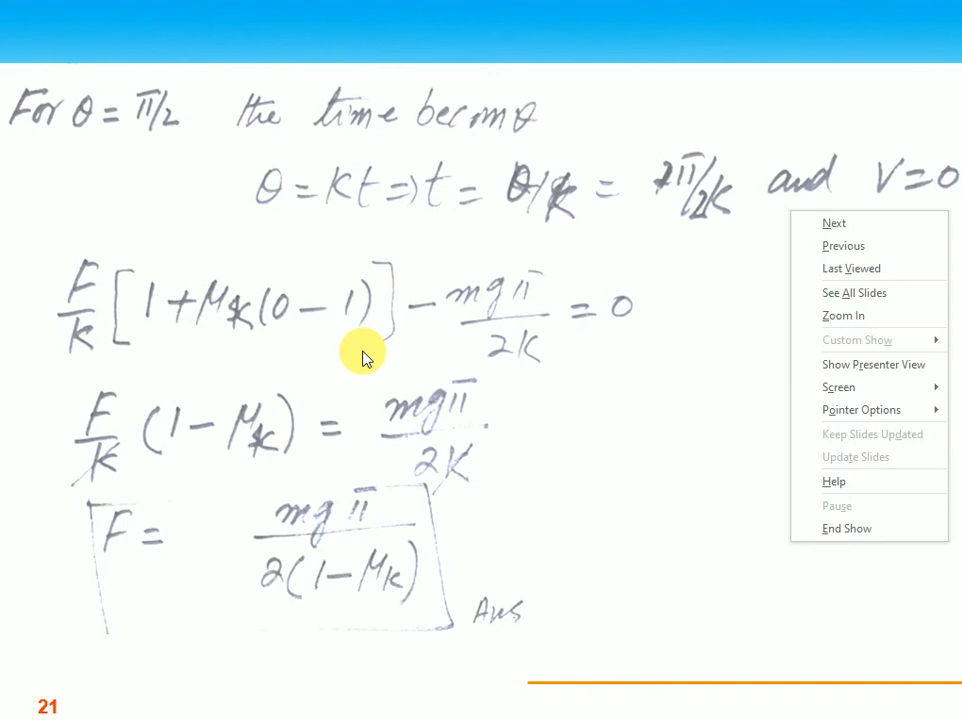 For θ = π/2 the time become
θ = kt ⇒ t = θ/k = π/2k and V = 0
F/k [1 + μk(0 − 1)] − mgπ/2k = 0
F/k (1 − μk) = mgπ/2k.
F = mgπ/2(1 − μk)
Ans
Next
Previous
Last Viewed
See All Slides
Zoom In
Custom Show
Show Presenter View
Screen
Pointer Options
Keep Slides Updated
Update Slides
Help
Pause
End Show
21